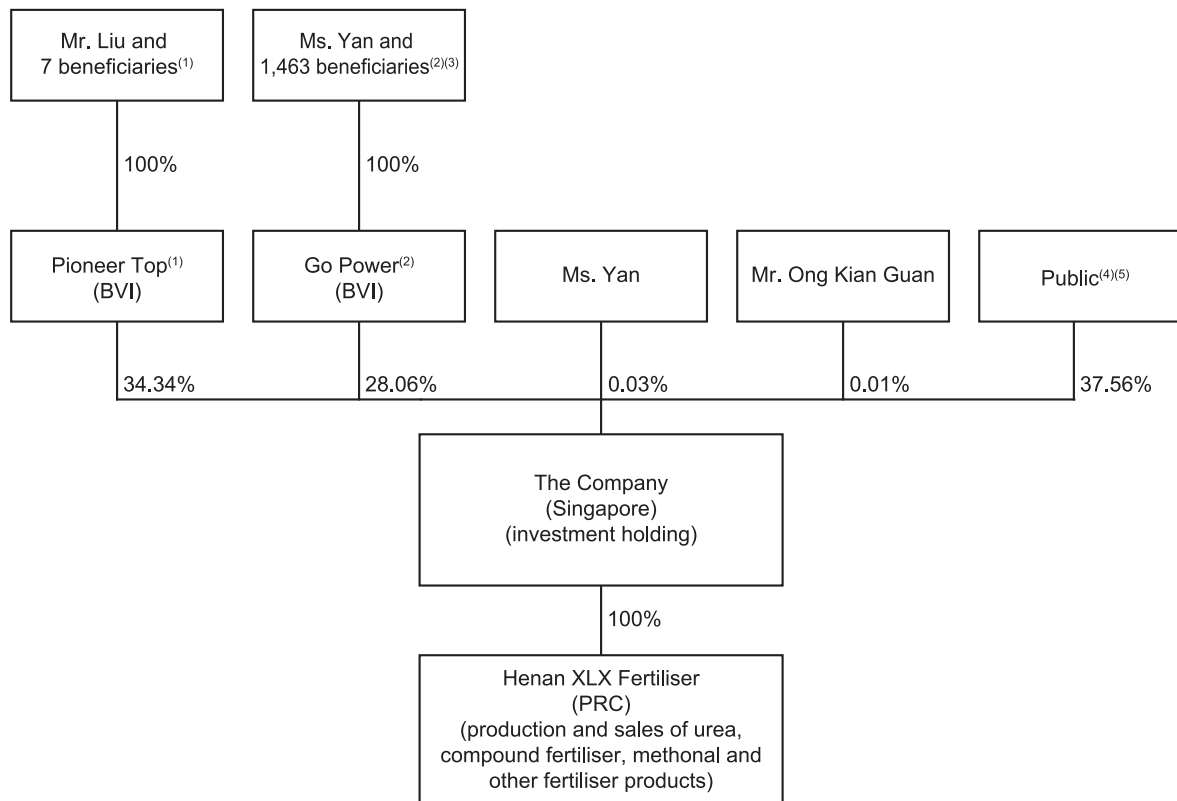 Mr. Liu and
7 beneficiaries(1)
Ms. Yan and
1,463 beneficiaries(2)(3)
100%
100%
Pioneer Top(1)
(BVI)
Go Power(2)
(BVI)
Ms. Yan
Mr. Ong Kian Guan
Public(4)(5)
34.34%
28.06%
0.03%
0.01%
37.56%
The Company
(Singapore)
(investment holding)
100%
Henan XLX Fertiliser
(PRC)
(production and sales of urea,
compound fertiliser, methonal and
other fertiliser products)